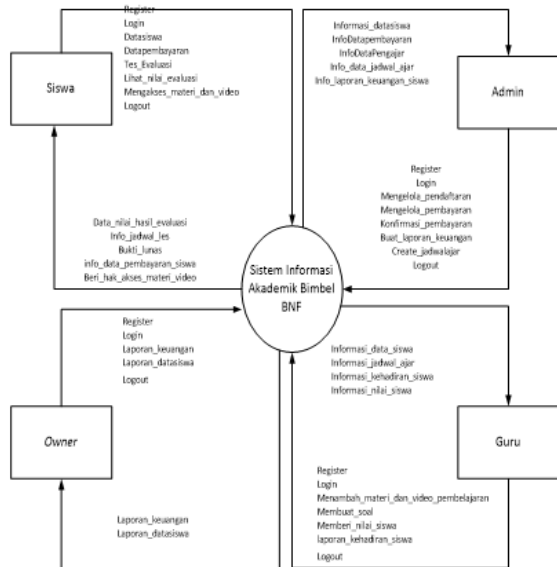 Register
Login
Datasiswa
Datapembayaran
Tes_Evaluasi
Lihat_nilai_evaluasi
Mengakses_materi_dan_video
Logout
Siswa
Informasi_datasiswa
InfoDatapembayaran
InfoDataPengajar
Info_data_jadwal_ajar
Info_laporan_keuangan_siswa
Admin
Data_nilai_hasil_evaluasi
Info_jadwal_les
Bukti_lunas
info_data_pembayaran_siswa
Beri_hak_akses_materi_video
Register
Login
Mengelola_pendaftaran
Mengelola_pembayaran
Konfirmasi_pembayaran
Buat_laporan_keuangan
Create_jadwalajar
Logout
Sistem Informasi
Akademik Bimbel
BNF
Register
Login
Laporan_keuangan
Laporan_datasiswa
Logout
Owner
Laporan_keuangan
Laporan_datasiswa
Informasi_data_siswa
Informasi_jadwal_ajar
Informasi_kehadiran_siswa
Informasi_nilai_siswa
Guru
Register
Login
Menambah_materi_dan_video_pembelajaran
Membuat_soal
Memberi_nilai_siswa
laporan_kehadiran_siswa
Logout